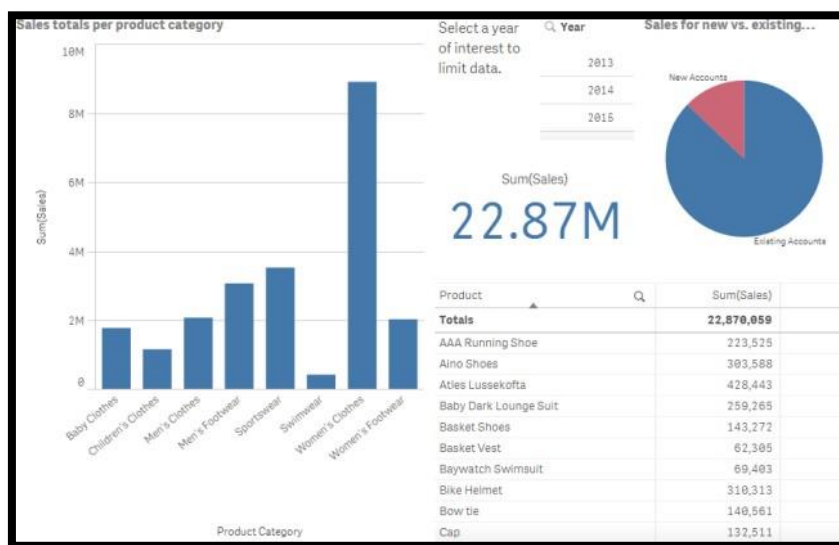 Sales totals per product category
10M
8M
6M
4M
2M
0
Sum(Sales)
Baby Clothes
Children's Clothes
Men's Clothes
Men's Footwear
Sportswear
Swimwear
Women's Clothes
Women's Footwear
Product Category
Select a year
of interest to
limit data.
Year
2013
2014
2015
Sum(Sales)
22.87M
Sales for new vs. existing...
New Accounts
Existing Accounts
Product Sum(Sales)
Totals 22,870,059
AAA Running Shoe 223,525
Aino Shoes 303,588
Atles Lussekofta 428,443
Baby Dark Lounge Suit 259,265
Basket Shoes 143,272
Basket Vest 62,305
Baywatch Swimsuit 69,403
Bike Helmet 310,313
Bow tie 140,561
Cap 132,511